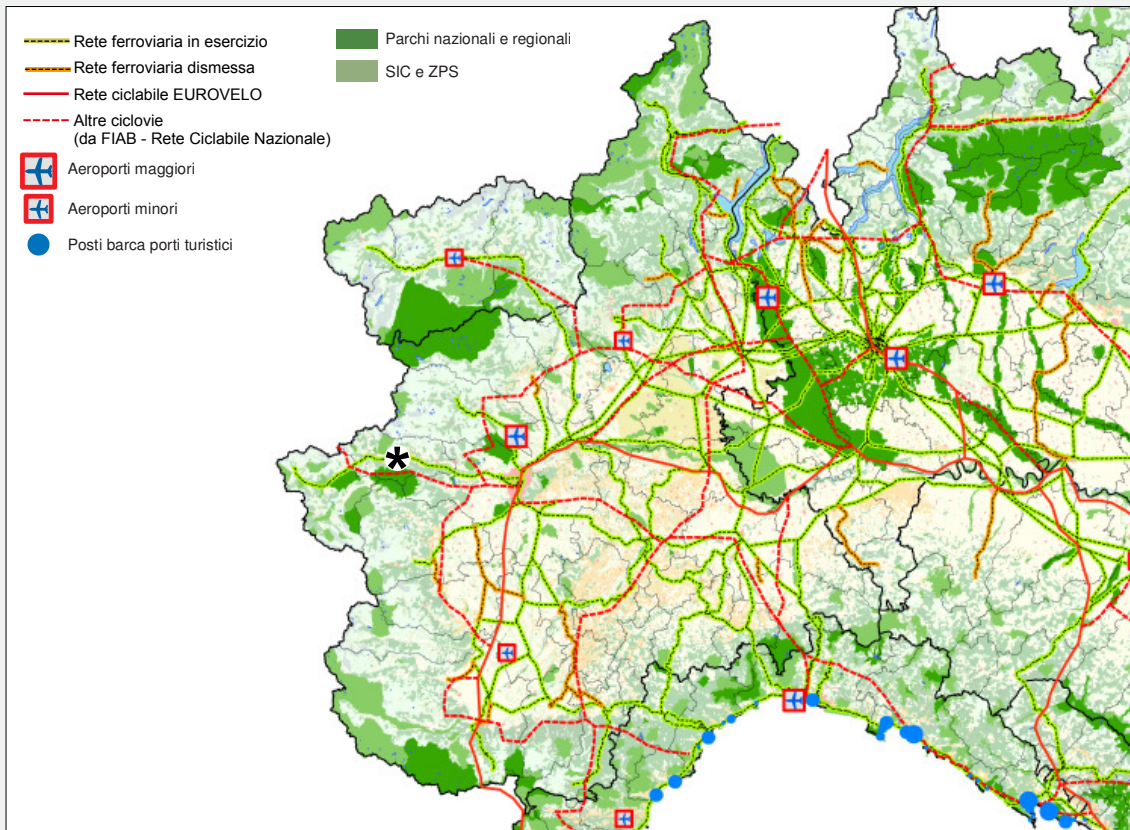 Rete ferroviaria in esercizio
Rete ferroviaria dismessa
Rete ciclabile EUROVELO
Altre ciclovie
(da FIAB - Rete Ciclabile Nazionale)
Aeroporti maggiori
Aeroporti minori
Posti barca porti turistici
Parchi nazionali e regionali
SIC e ZPS
*